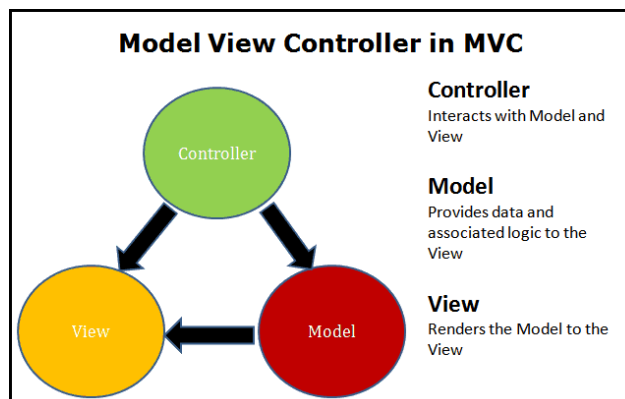 Model View Controller in MVC
Controller
View
Model
Controller
Interacts with Model and
View
Model
Provides data and
associated logic to the
View
View
Renders the Model to the
View